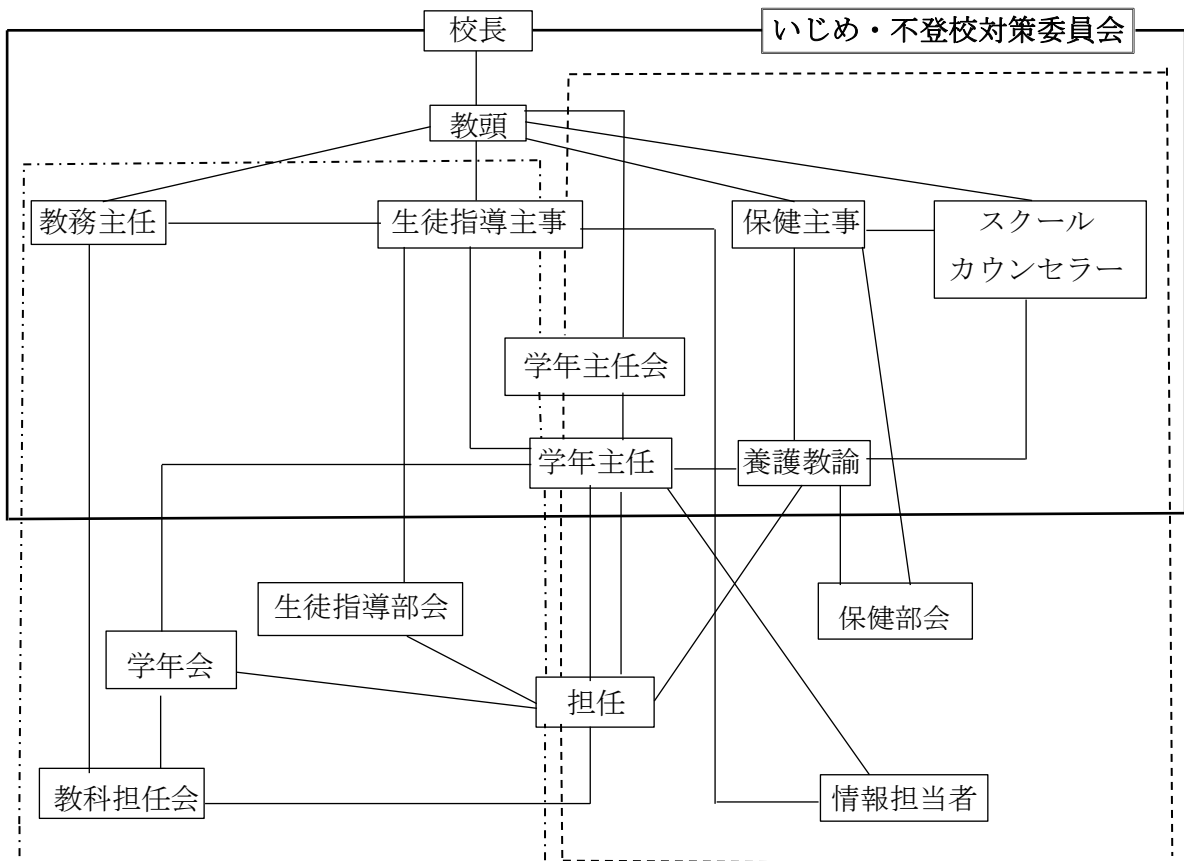 校長
いじめ・不登校対策委員会
教頭
教務主任
生徒指導主事
保健主事
スクール
カウンセラー
学年主任会
学年主任
養護教諭
生徒指導部会
保健部会
学年会
担任
教科担任会
情報担当者